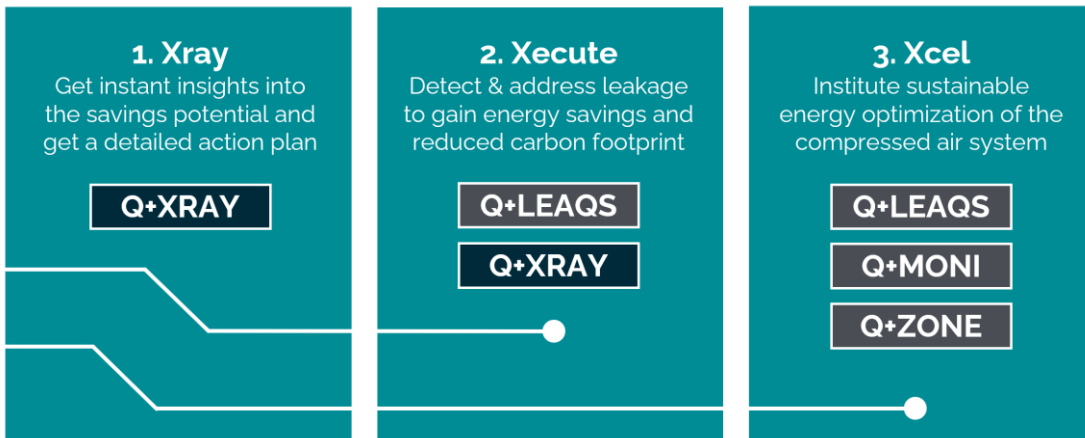 1. Xray
Get instant insights into
the savings potential and
get a detailed action plan
Q+XRAY
2. Xecute
Detect & address leakage
to gain energy savings and
reduced carbon footprint
Q+LEAQS
Q+XRAY
3. Xcel
Institute sustainable
energy optimization of the
compressed air system
Q+LEAQS
Q+MONI
Q+ZONE